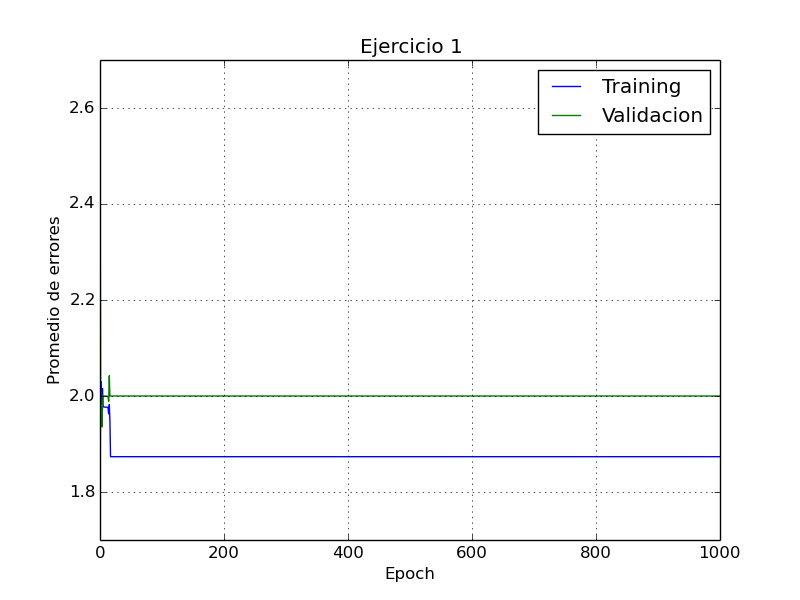 Ejercicio 1
Training
Validacion
2.6
2.4
2.2
2.0
1.8
Promedio de errores
0 200 400 600 800 1000
Epoch